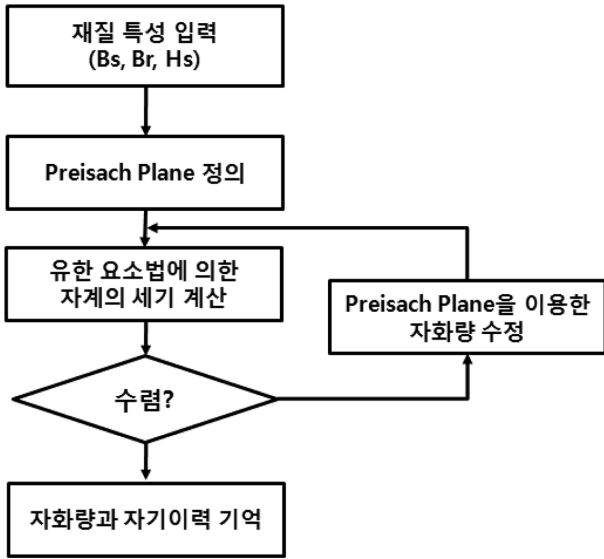 재질 특성 입력
(Bs, Br, Hs)
Preisach Plane 정의
유한 요소법에 의한
자계의 세기 계산
Preisach Plane을 이용한
자화량 수정
수렴?
자화량과 자기이력 기억